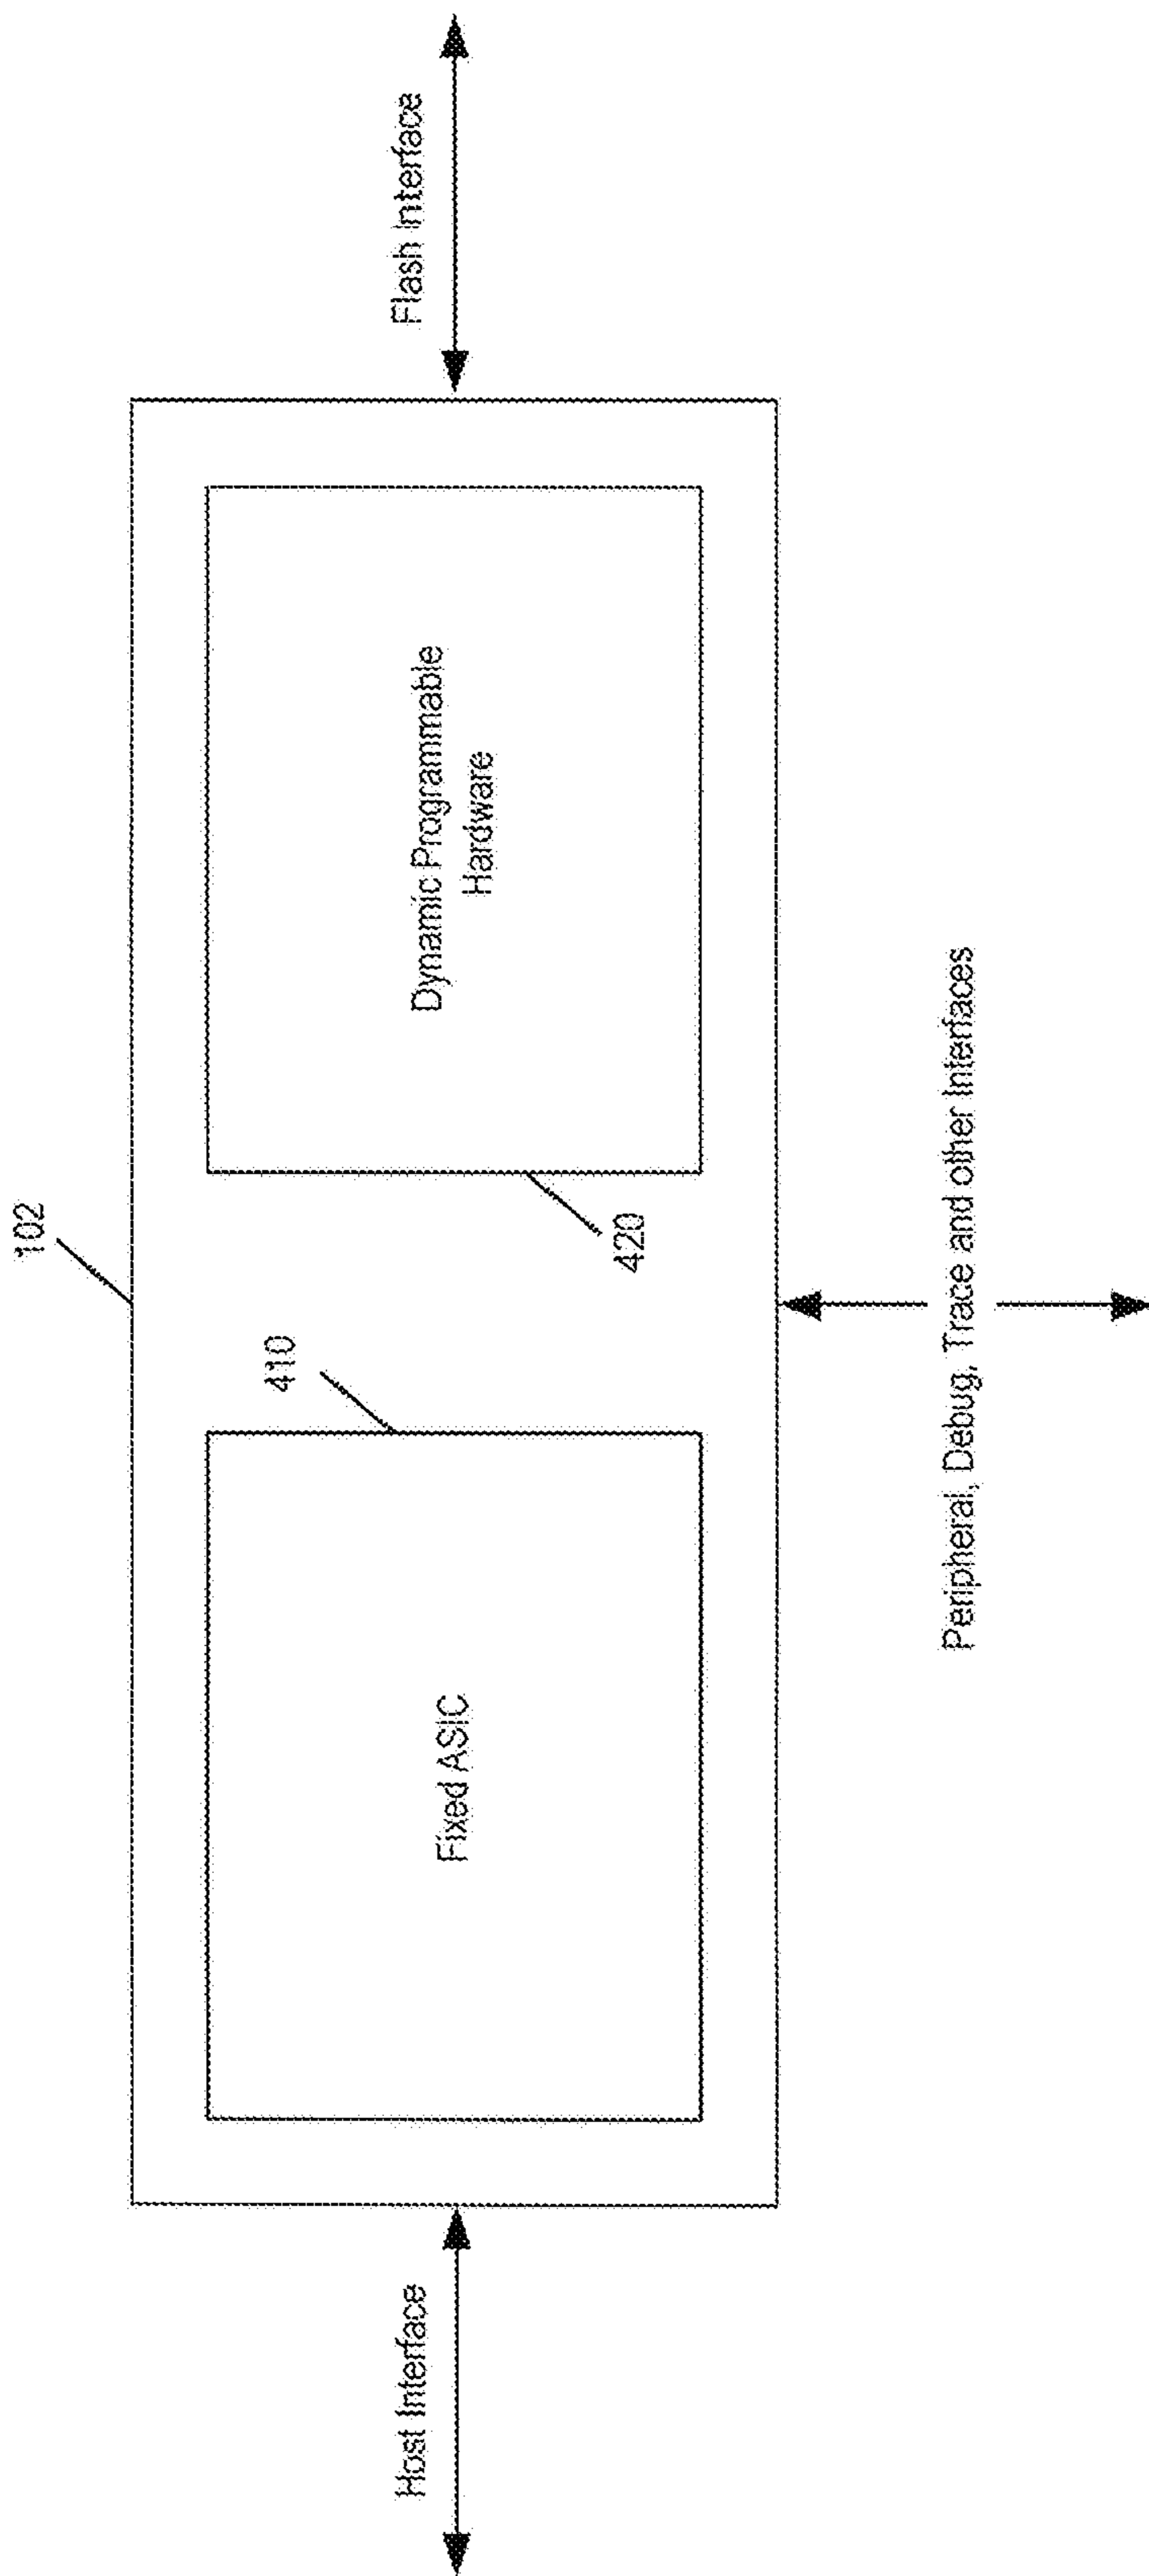 102
Host Interface
Flash Interface
410
Fixed ASIC
Dynamic Programmable
Hardware
420
Peripheral, Debug, Trace and other Interfaces